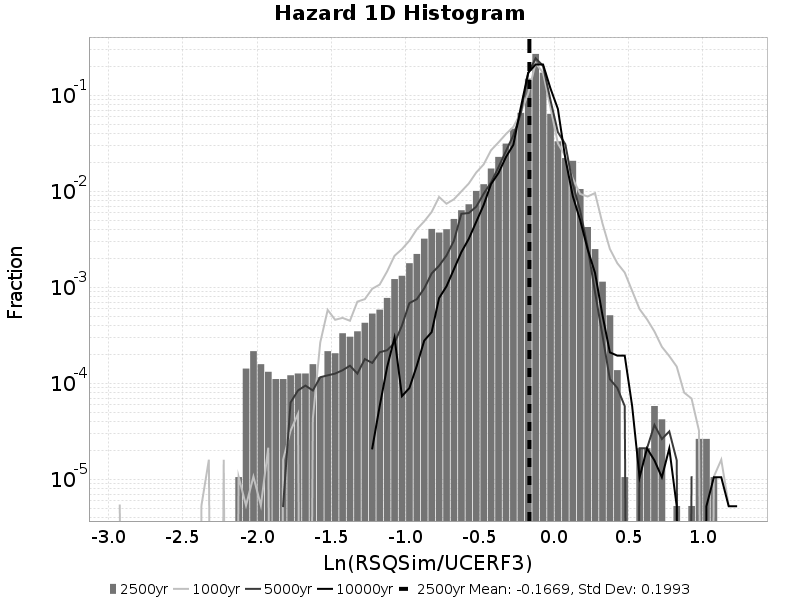 Hazard 1D Histogram
Fraction
10-1
10-2
10-3
10-4
10-5
-3.0 -2.5 -2.0 -1.5 -1.0 -0.5 0.0 0.5 1.0
Ln(RSQSim/UCERF3)
2500yr 1000yr 5000yr 10000yr 2500yr Mean: -0.1669, Std Dev: 0.1993